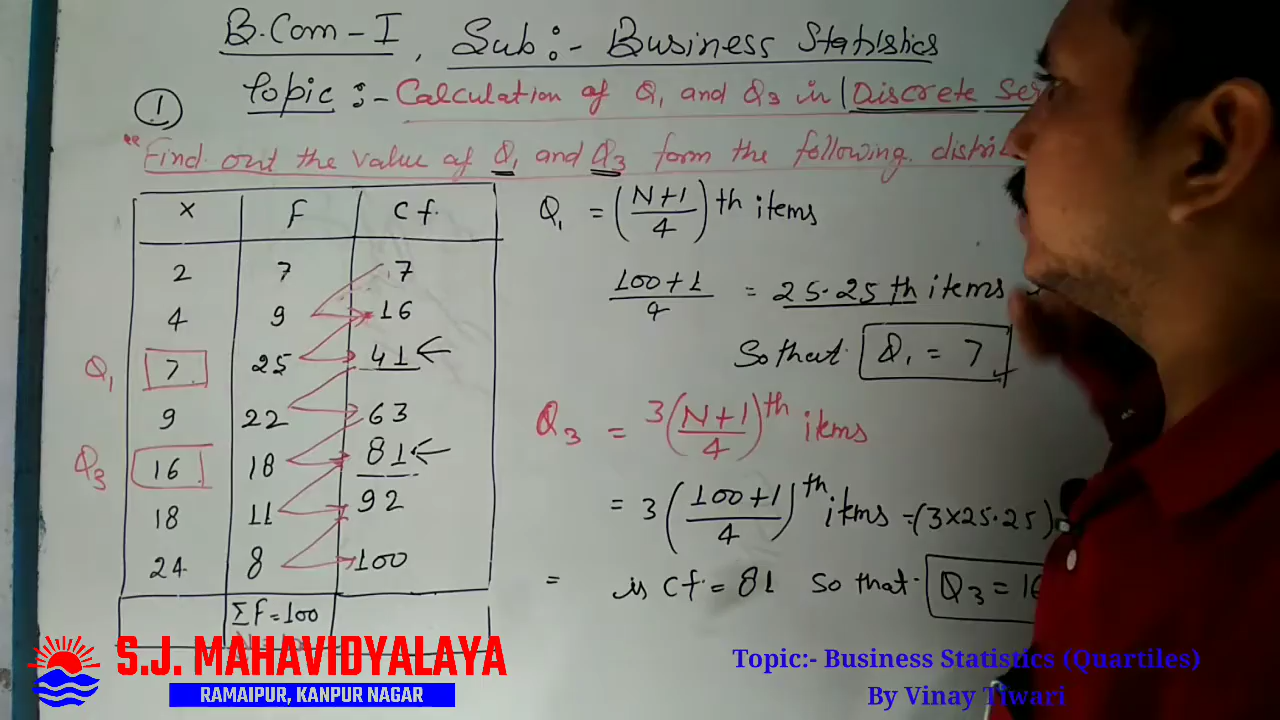 B.Com - I , Sub:- Business Statistics
① Topic:- Calculation of Q₁ and Q₃ in (Discrete Ser
"Find out the value of Q₁ and Q₃ form the following distrib
X F Cf.
2 7 7
4 9 16
Q₁ 7 25 41 ←
9 22 63
Q₃ 16 18 81 ←
18 11 92
24 8 100
ΣF=100
Q₁ = (N+1/4)th items
100+1/4 = 25.25 th items
So that Q₁ = 7
Q₃ = 3(N+1/4)th items
= 3(100+1/4)th items = (3×25.25)
= is Cf. = 81 So that Q₃ = 16
S.J. MAHAVIDYALAYA
RAMAIPUR, KANPUR NAGAR
Topic:- Business Statistics (Quartiles)
By Vinay Tiwari